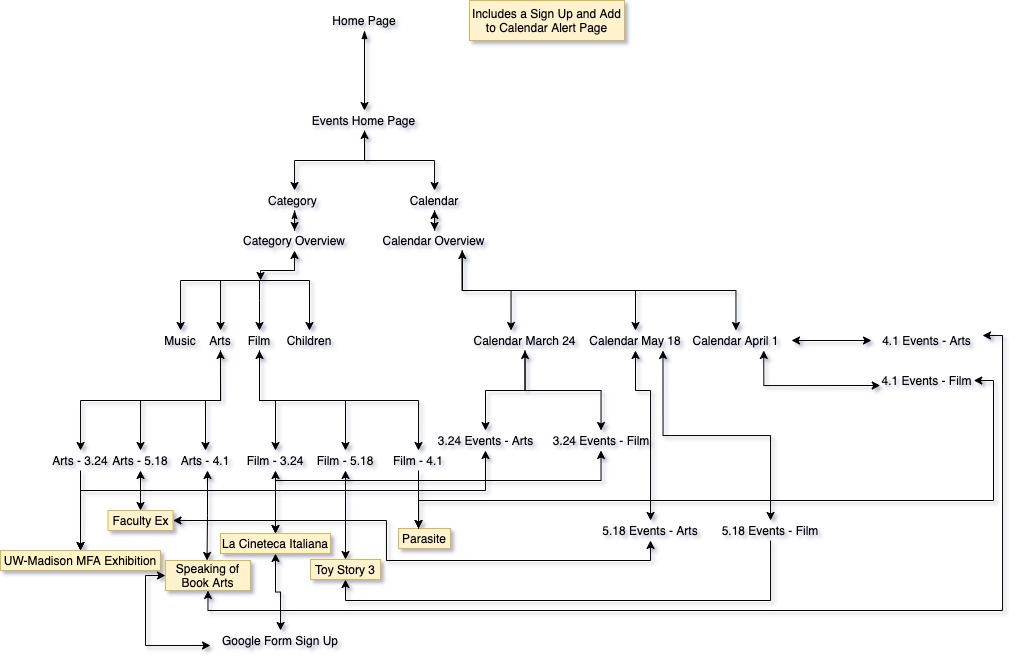 Home Page
Includes a Sign Up and Add
to Calendar Alert Page
Events Home Page
Category
Calendar
Category Overview
Calendar Overview
Music
Arts
Film
Children
Calendar March 24
Calendar May 18
Calendar April 1
4.1 Events - Arts
4.1 Events - Film
3.24 Events - Arts
3.24 Events - Film
Arts - 3.24
Arts - 5.18
Arts - 4.1
Film - 3.24
Film - 5.18
Film - 4.1
Faculty Ex
5.18 Events - Arts
5.18 Events - Film
La Cineteca Italiana
Parasite
UW-Madison MFA Exhibition
Speaking of
Book Arts
Toy Story 3
Google Form Sign Up